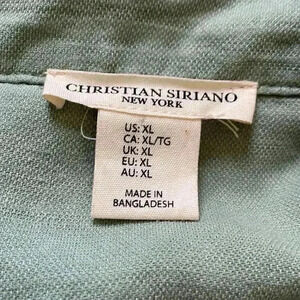 CHRISTIAN SIRIANO
NEW YORK
US: XL
CA: XL/TG
UK: XL
EU: XL
AU: XL
MADE IN
BANGLADESH